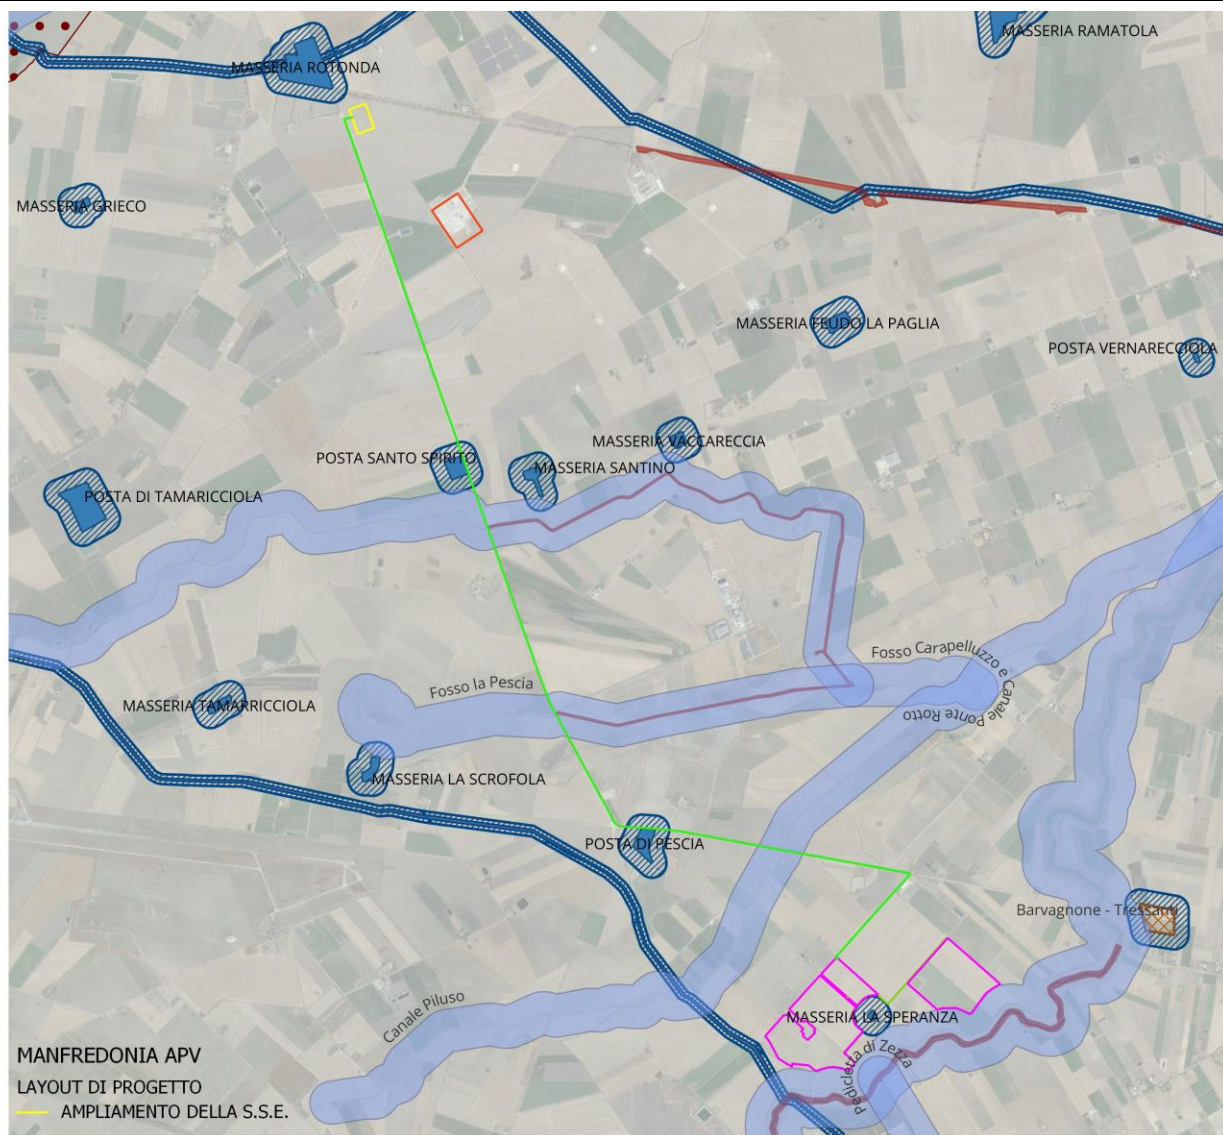 MASSERIA RAMATOLA
MASSERIA ROTONDA
MASSERIA GRIECO
MASSERIA FEUDO LA PAGLIA
POSTA VERNARECCIOLA
MASSERIA VACCARECCIA
POSTA SANTO SPIRITO
MASSERIA SANTINO
POSTA DI TAMARICCIOLA
Fosso Carapelluzzo e Canale Ponte Rotto
Fosso la Pescia
MASSERIA TAMARRICCIOLA
MASSERIA LA SCROFOLA
POSTA DI PESCIA
Barvagnone - Tressanti
Canale Piluso
MASSERIA LA SPERANZA
Pedicletta di Zezza
MANFREDONIA APV
LAYOUT DI PROGETTO
AMPLIAMENTO DELLA S.S.E.